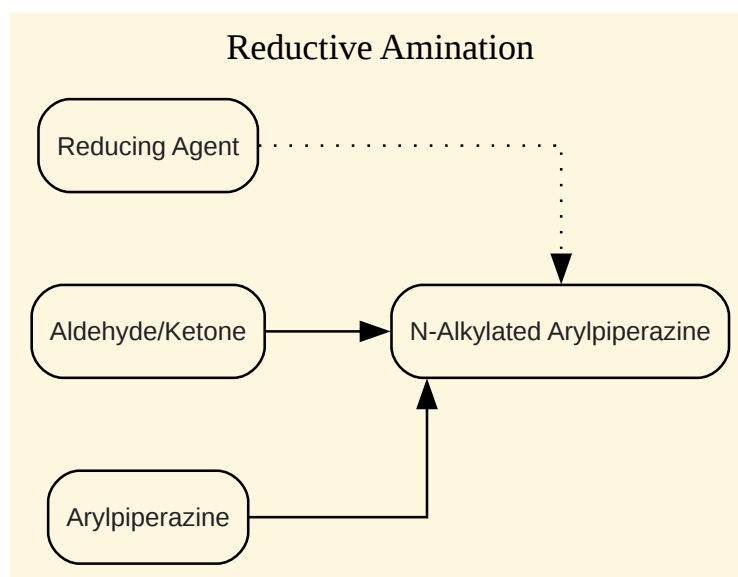 Reductive Amination
Reducing Agent
Aldehyde/Ketone
N-Alkylated Arylpiperazine
Arylpiperazine